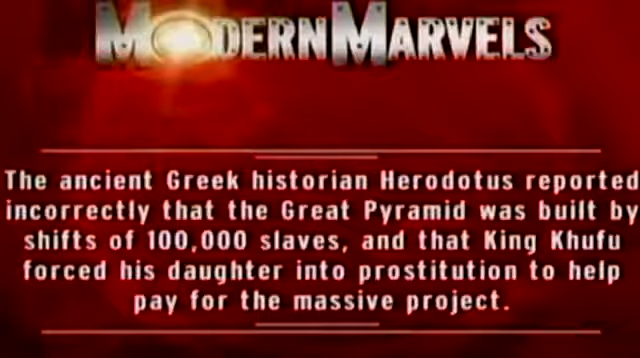 MODERN MARVELS
The ancient Greek historian Herodotus reported
incorrectly that the Great Pyramid was built by
shifts of 100,000 slaves, and that King Khufu
forced his daughter into prostitution to help
pay for the massive project.